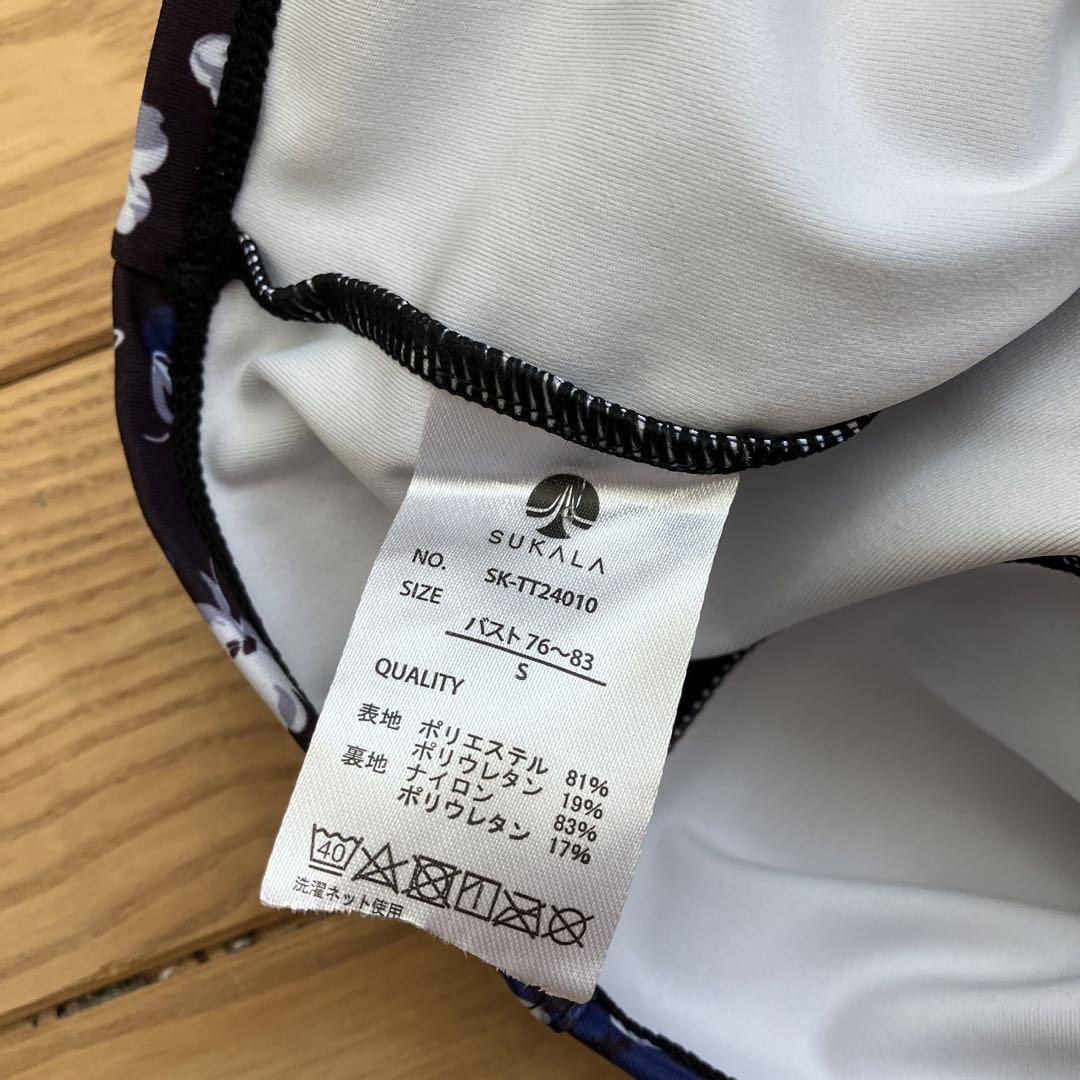 SUKALA
NO. SK-TT24010
SIZE バスト 76～83
S
QUALITY
表地 ポリエステル 81%
ポリウレタン 19%
裏地 ナイロン 83%
ポリウレタン 17%
40
洗濯ネット使用